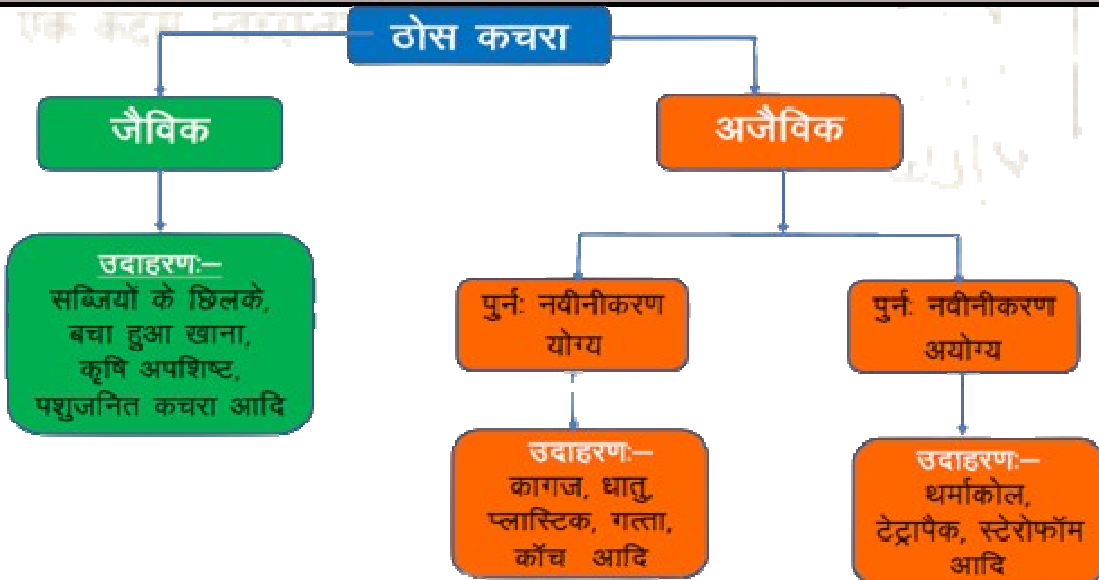 ठोस कचरा
जैविक
अजैविक
उदाहरण:–
सब्जियों के छिलके,
बचा हुआ खाना,
कृषि अपशिष्ट,
पशुजनित कचरा आदि
पुर्न: नवीनीकरण
योग्य
पुर्न: नवीनीकरण
अयोग्य
उदाहरण:–
कागज, धातु,
प्लास्टिक, गत्ता,
कॉच आदि
उदाहरण:–
थर्माकोल,
टेट्रापैक, स्टेरोफॉम
आदि